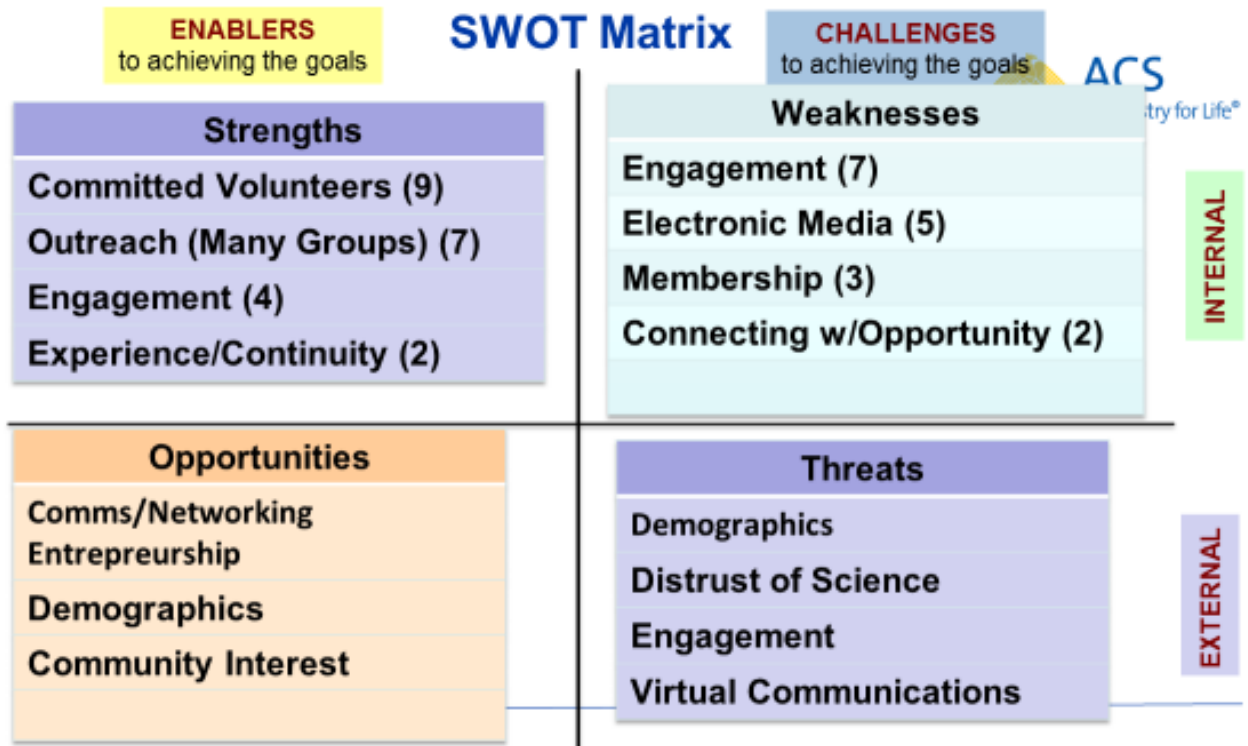 ENABLERS
to achieving the goals
SWOT Matrix
CHALLENGES
to achieving the goals
ACS
try for Life®
Strengths
Committed Volunteers (9)
Outreach (Many Groups) (7)
Engagement (4)
Experience/Continuity (2)
Weaknesses
Engagement (7)
Electronic Media (5)
Membership (3)
Connecting w/Opportunity (2)
INTERNAL
Opportunities
Comms/Networking
Entrepreurship
Demographics
Community Interest
Threats
Demographics
Distrust of Science
Engagement
Virtual Communications
EXTERNAL